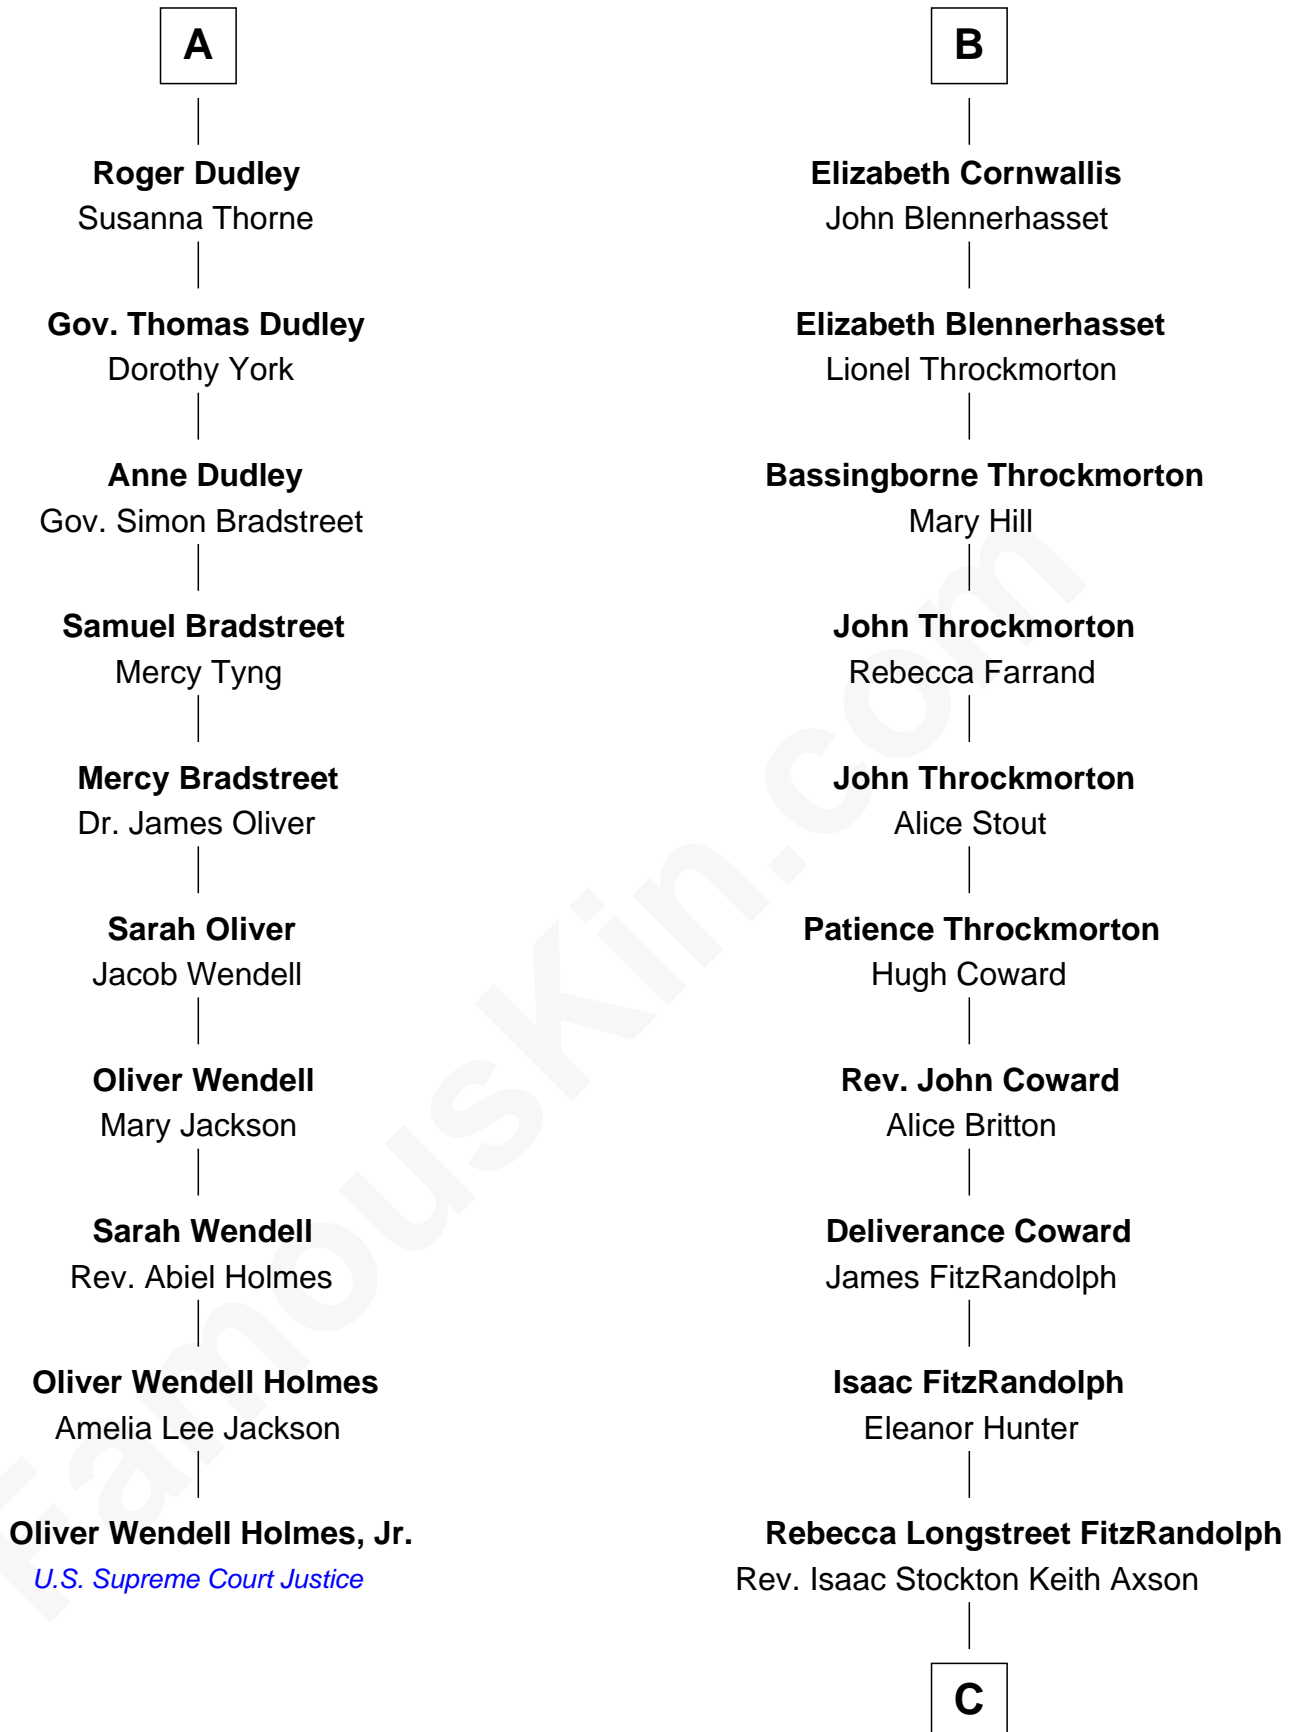 A
Roger Dudley
Susanna Thorne
Gov. Thomas Dudley
Dorothy York
Anne Dudley
Gov. Simon Bradstreet
Samuel Bradstreet
Mercy Tyng
Mercy Bradstreet
Dr. James Oliver
Sarah Oliver
Jacob Wendell
Oliver Wendell
Mary Jackson
Sarah Wendell
Rev. Abiel Holmes
Oliver Wendell Holmes
Amelia Lee Jackson
Oliver Wendell Holmes, Jr.
U.S. Supreme Court Justice
B
Elizabeth Cornwallis
John Blennerhasset
Elizabeth Blennerhasset
Lionel Throckmorton
Bassingborne Throckmorton
Mary Hill
John Throckmorton
Rebecca Farrand
John Throckmorton
Alice Stout
Patience Throckmorton
Hugh Coward
Rev. John Coward
Alice Britton
Deliverance Coward
James FitzRandolph
Isaac FitzRandolph
Eleanor Hunter
Rebecca Longstreet FitzRandolph
Rev. Isaac Stockton Keith Axson
C
FamousKin.com